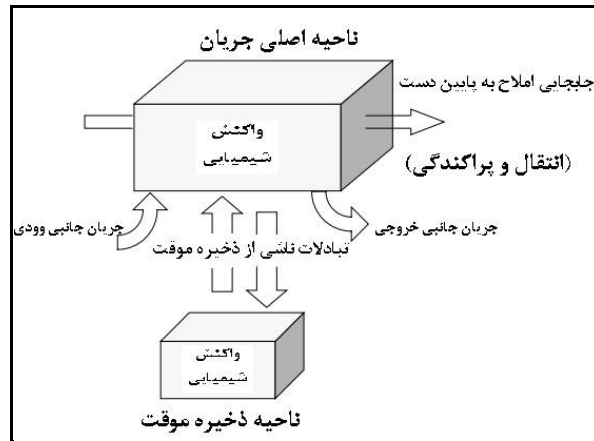 ناحیه اصلی جریان
جابجایی املاح به پایین دست
واکنش
شیمیایی
(انتقال و پراکندگی)
جریان جانبی وودی
جریان جانبی خروجی
تبادلات ناشی از ذخیره موقت
واکنش
شیمیایی
ناحیه ذخیره موقت